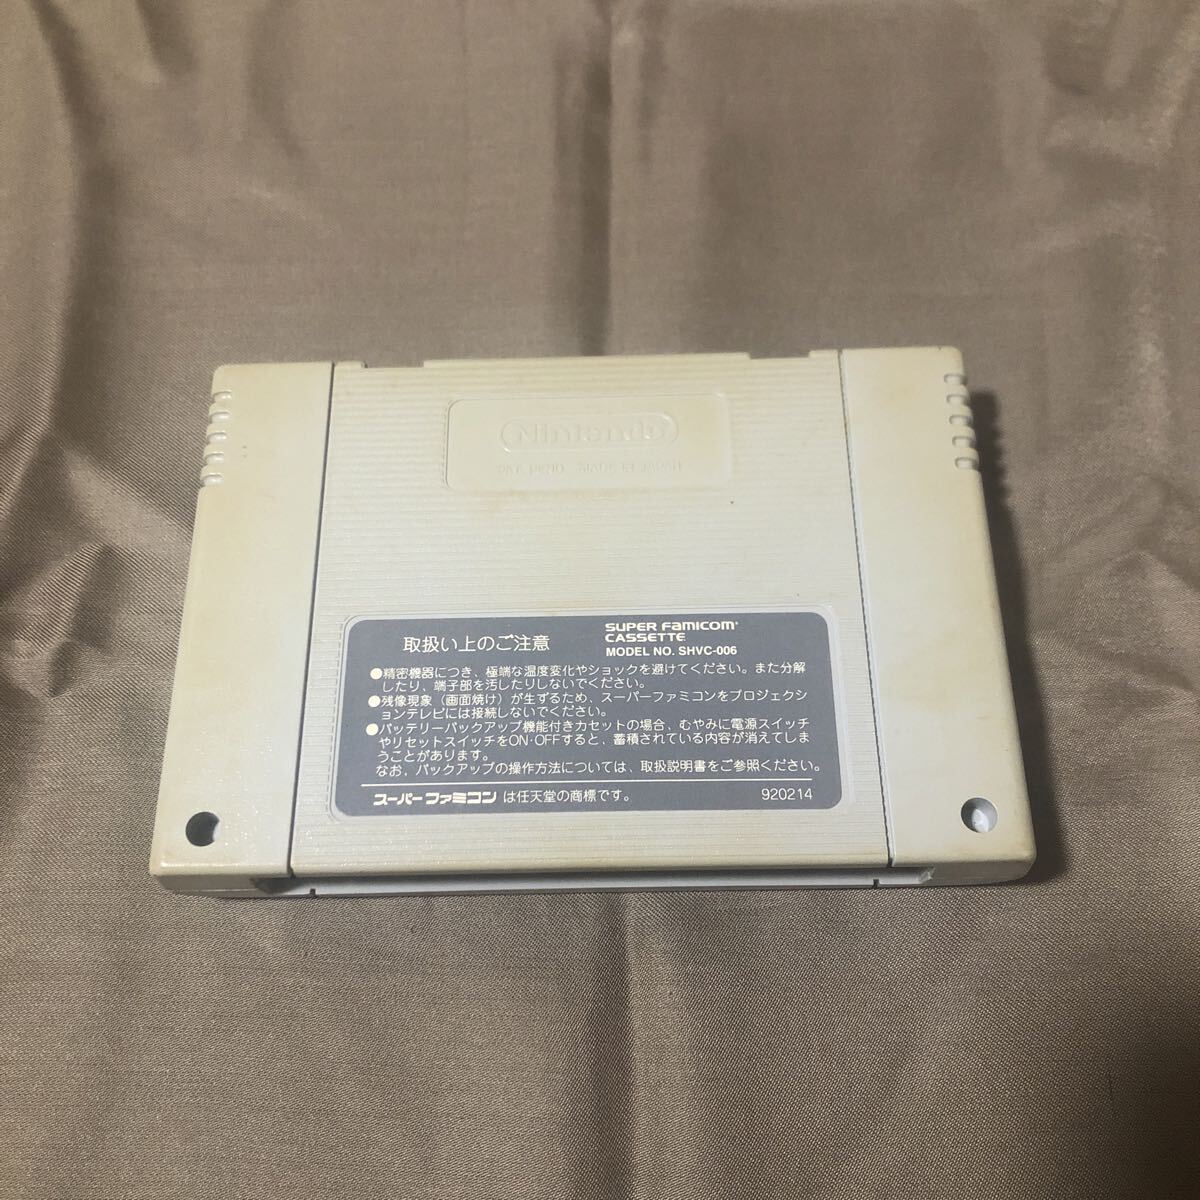 Nintendo
PAT. PEND. MADE IN JAPAN
取扱い上のご注意
SUPER FAMICOM
CASSETTE
MODEL NO. SHVC-006
●精密機器につき、極端な温度変化やショックを避けてください。また分解
したり、端子部を汚したりしないでください。
●残像現象(画面焼け)が生ずるため、スーパーファミコンをプロジェクシ
ョンテレビには接続しないでください。
●バッテリーバックアップ機能付きカセットの場合、むやみに電源スイッチ
やリセットスイッチをON・OFFすると、蓄積されている内容が消えてしま
うことがあります。
なお、バックアップの操作方法については、取扱説明書をご参照ください。
スーパーファミコンは任天堂の商標です。
920214